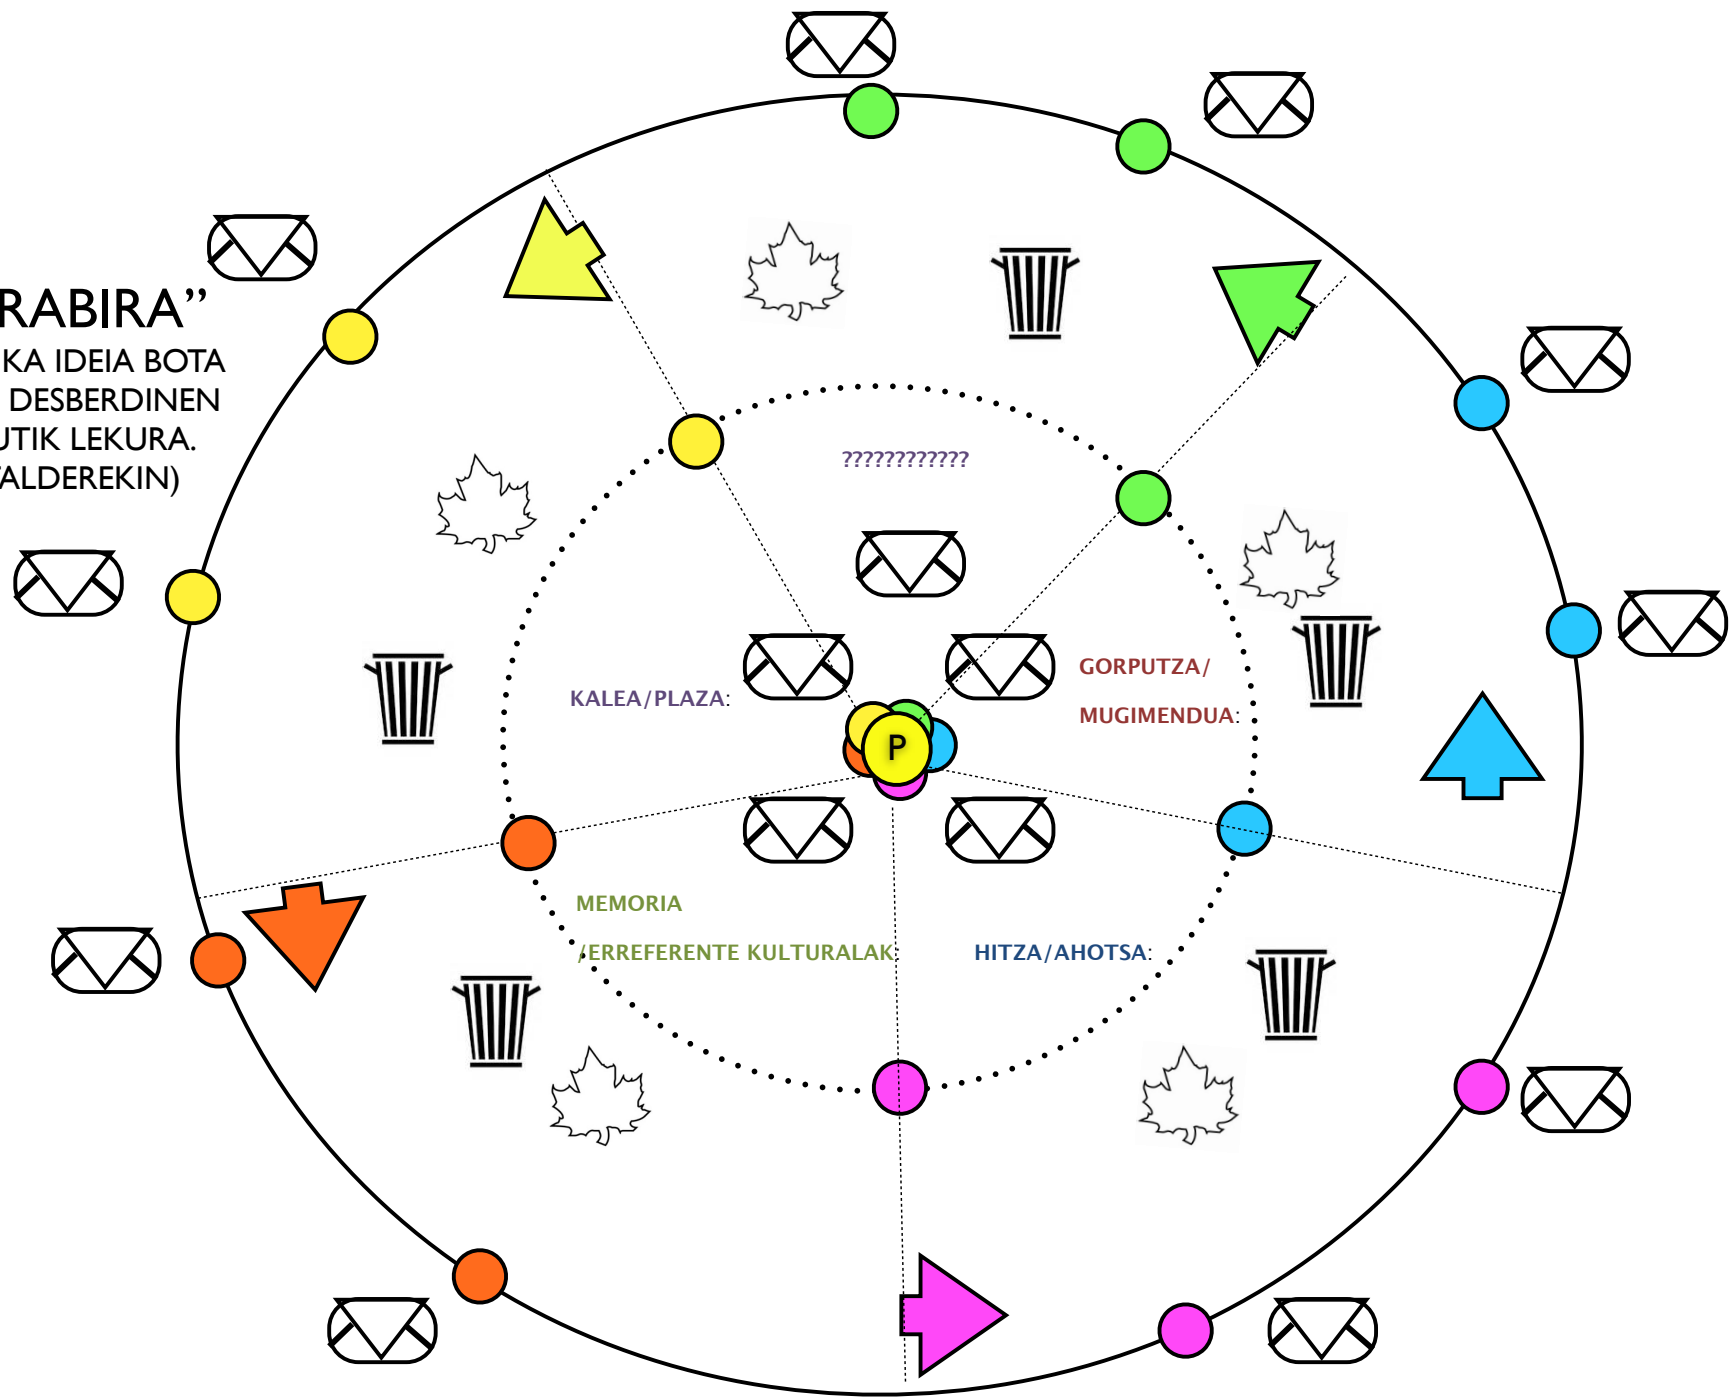 RABIRA”
KA IDEIA BOTA
DESBERDINEN
UTIK LEKURA.
ALDEREKIN)
????????????
GORPUTZA/
MUGIMENDUA:
KALEA/PLAZA:
P
MEMORIA
/ERREFERENTE KULTURALAK:
HITZA/AHOTSA: